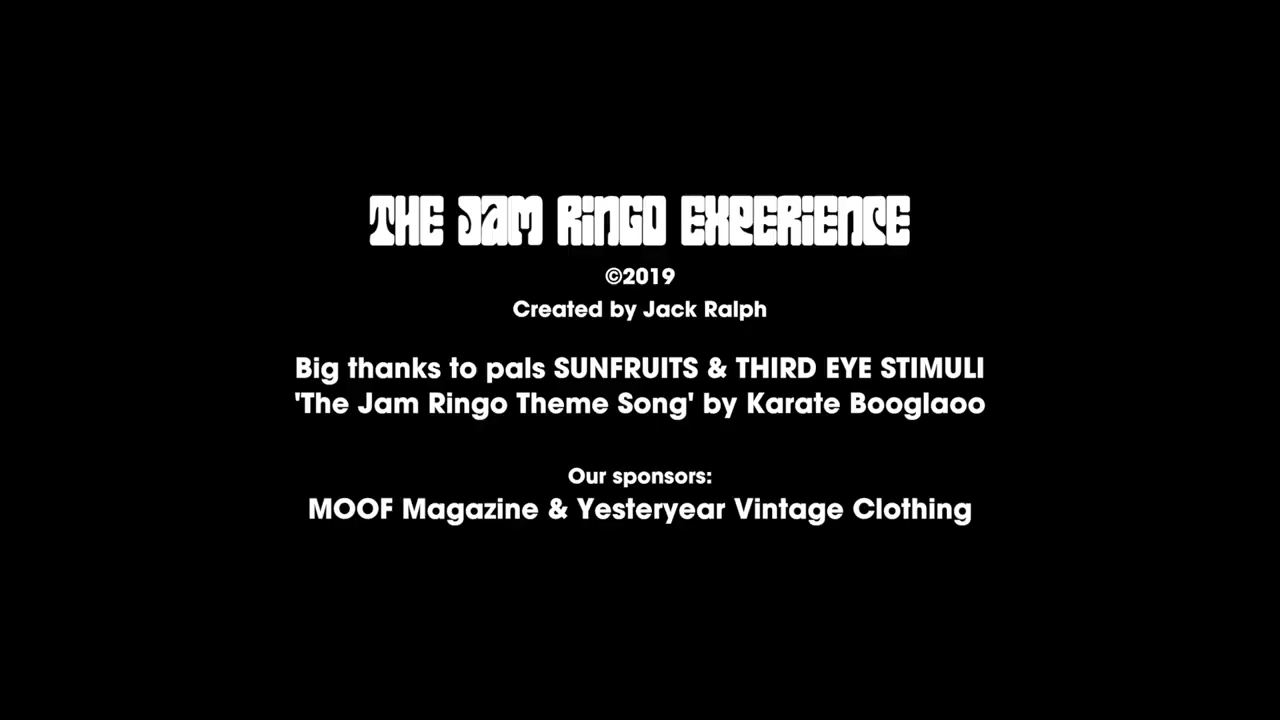 THE JAM RINGO EXPERIENCE
©2019
Created by Jack Ralph
Big thanks to pals SUNFRUITS & THIRD EYE STIMULI
'The Jam Ringo Theme Song' by Karate Booglaoo
Our sponsors:
MOOF Magazine & Yesteryear Vintage Clothing